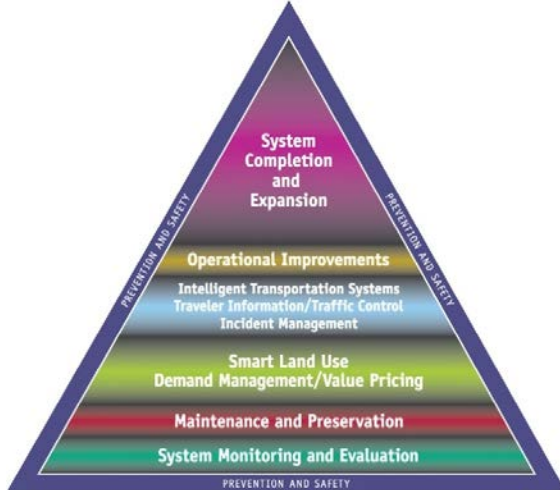 System
Completion
and
Expansion
PREVENTION AND SAFETY
PREVENTION AND SAFETY
Operational Improvements
Intelligent Transportation Systems
Traveler Information/Traffic Control
Incident Management
Smart Land Use
Demand Management/Value Pricing
Maintenance and Preservation
System Monitoring and Evaluation
PREVENTION AND SAFETY